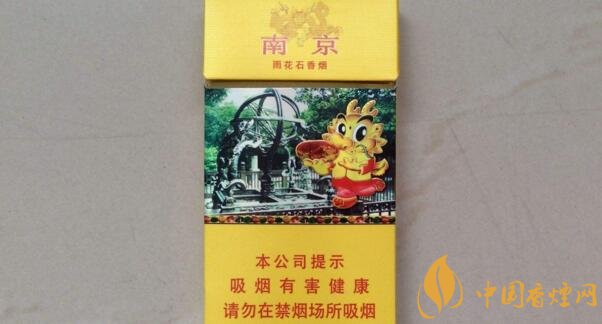 南京
雨花石香烟
本公司提示
吸烟有害健康
请勿在禁烟场所吸烟
中国香烟网